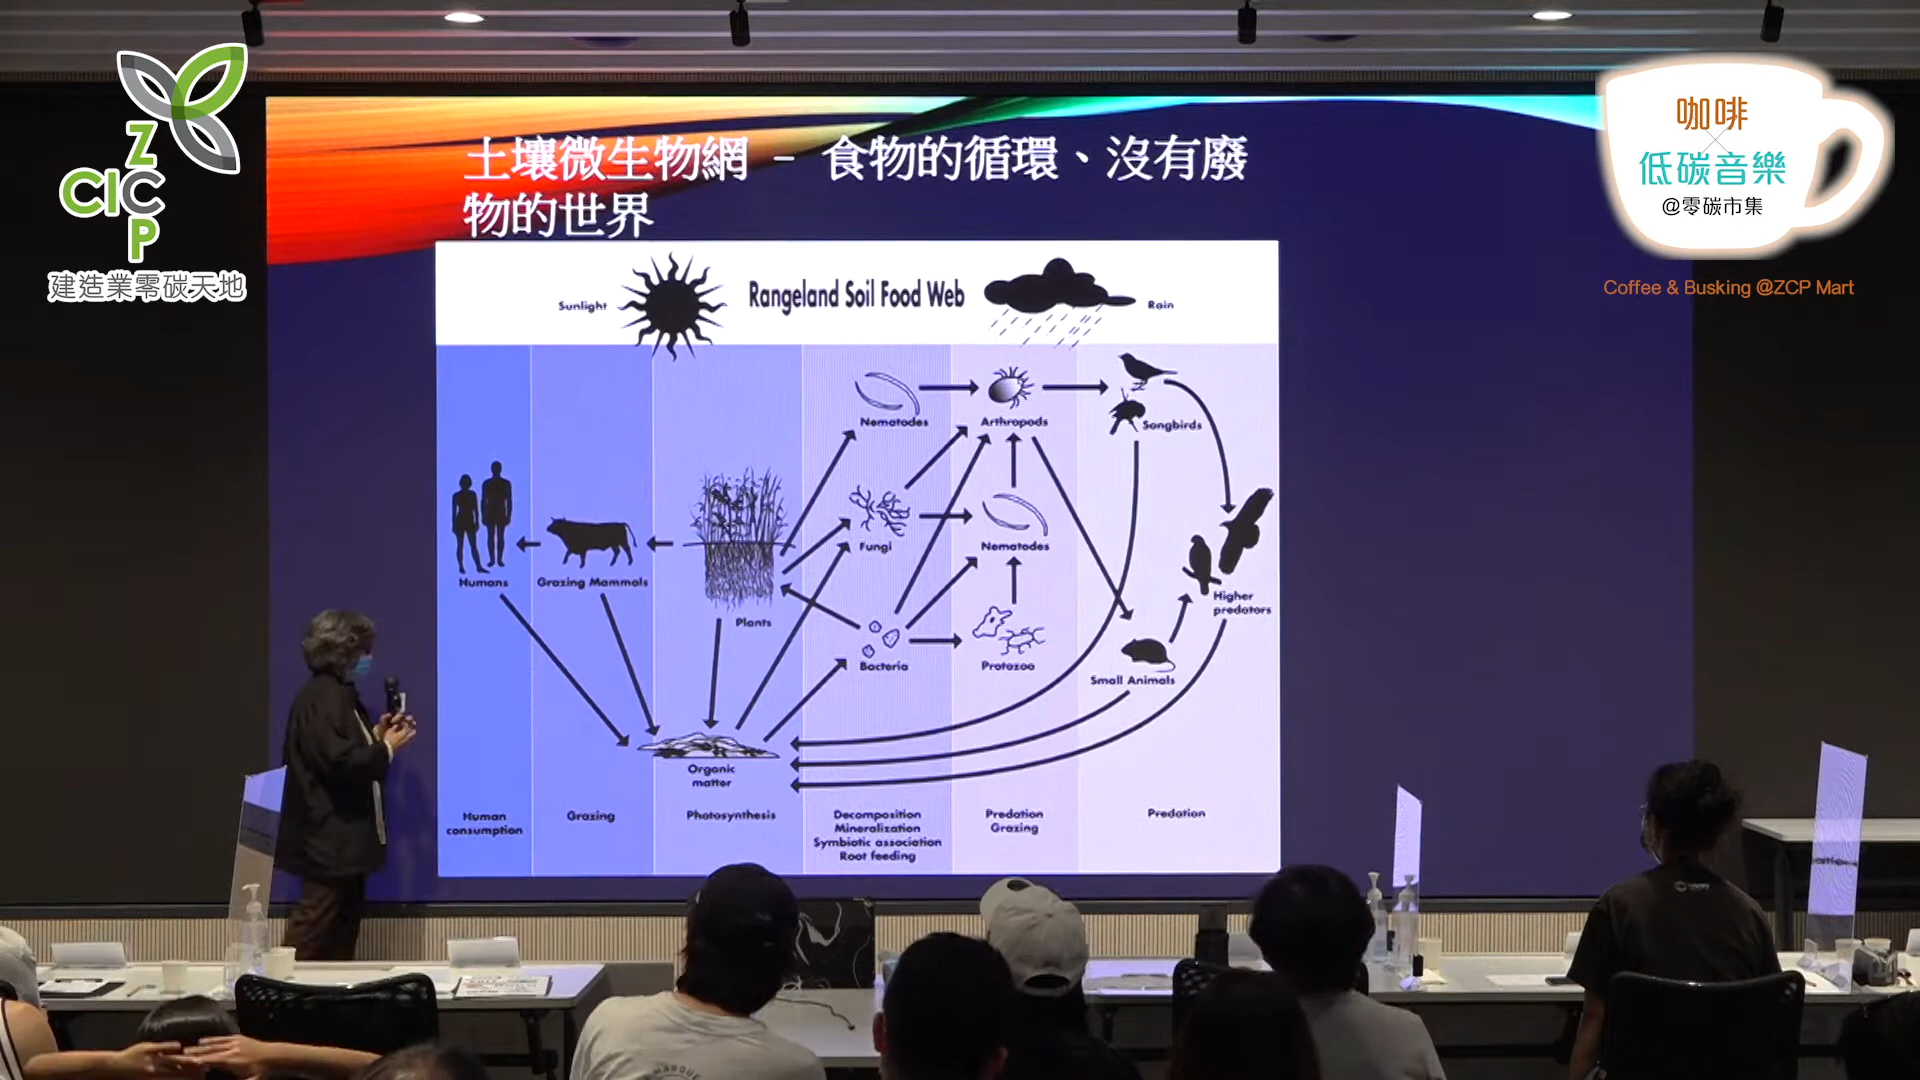 Z
CIC
P
建造業零碳天地
咖啡
低碳音樂
@零碳市集
Coffee & Busking @ZCP Mart
土壤微生物網 – 食物的循環、沒有廢
物的世界
Sunlight
Rangeland Soil Food Web
Rain
Nematodes
Arthropods
Songbirds
Humans
Grazing Mammals
Plants
Fungi
Nematodes
Higher
predators
Bacteria
Protozoa
Small Animals
Organic
matter
Human
consumption
Grazing
Photosynthesis
Decomposition
Mineralization
Symbiotic association
Root feeding
Predation
Grazing
Predation
MARQUE